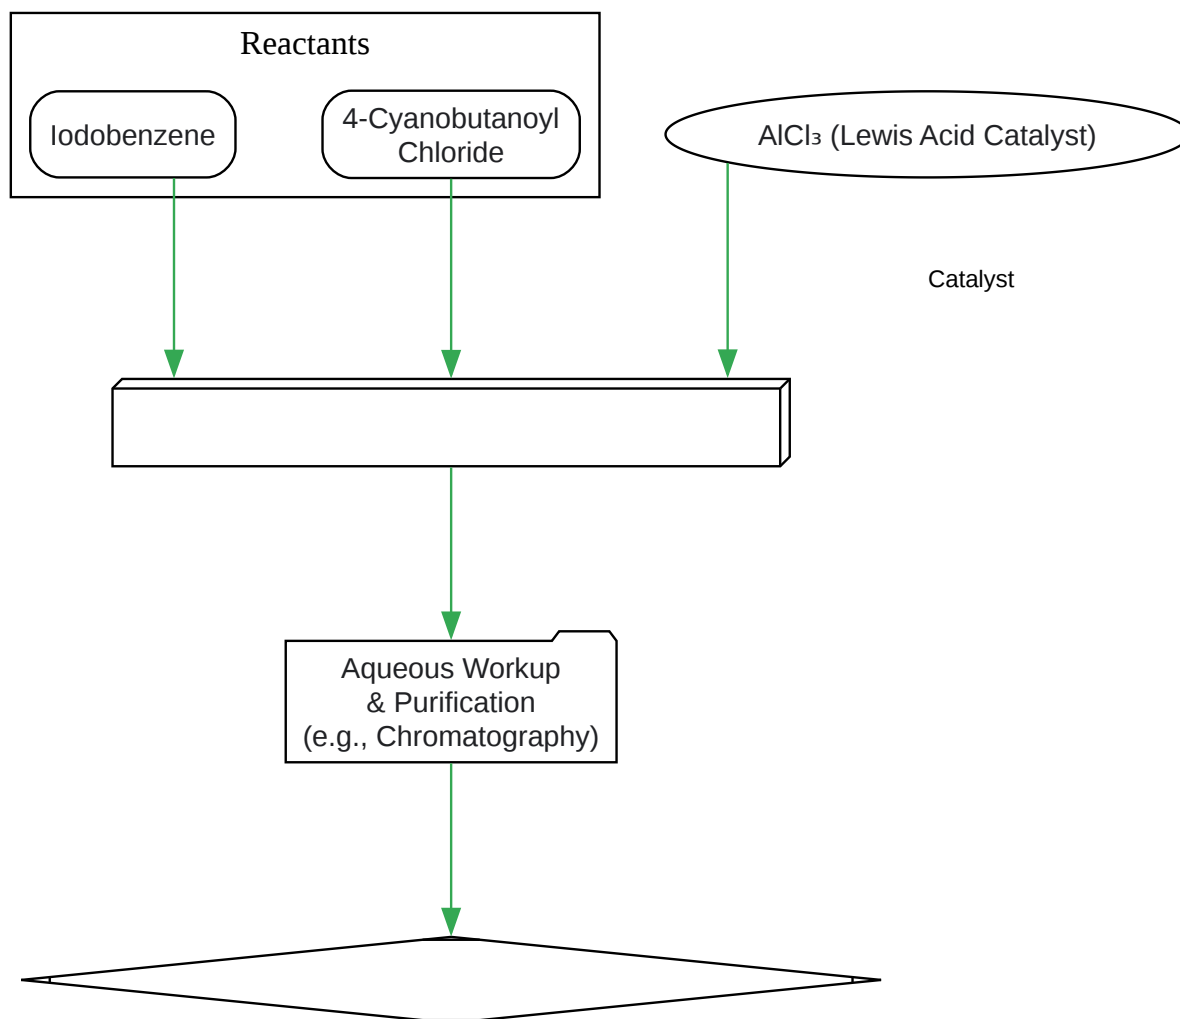 Reactants
Iodobenzene
4-Cyanobutanoyl
Chloride
AlCl₃ (Lewis Acid Catalyst)
Catalyst
Aqueous Workup
& Purification
(e.g., Chromatography)